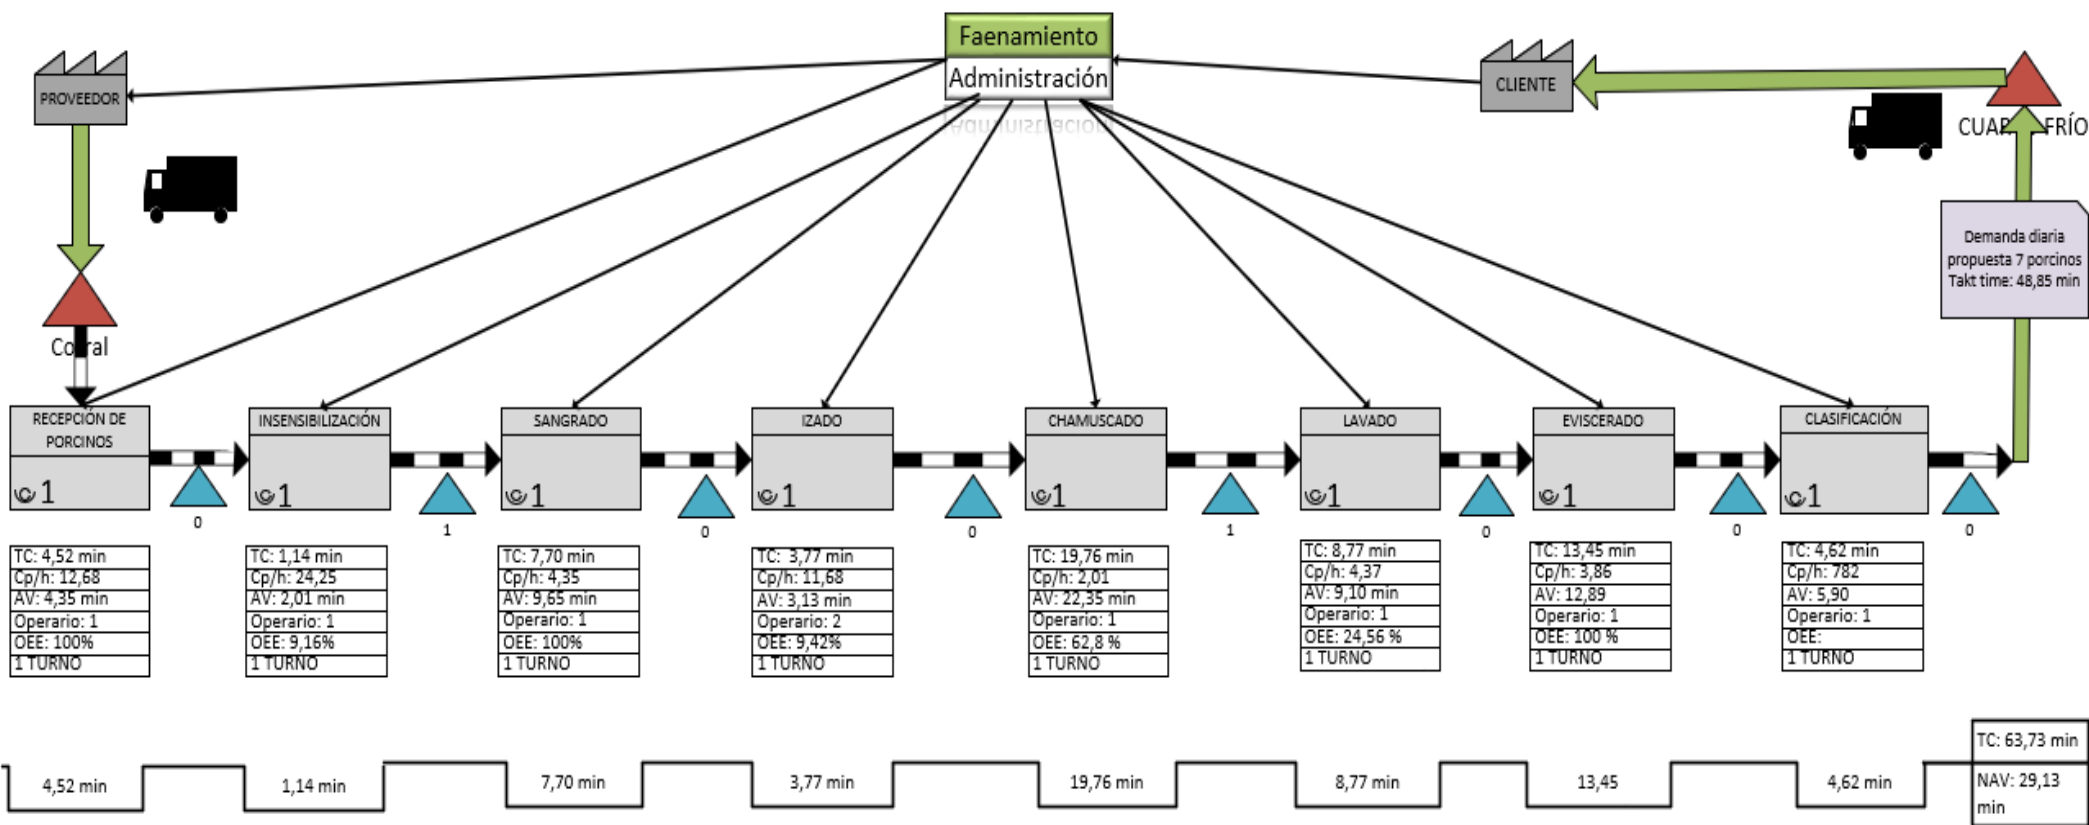 Faenamiento
Administración
PROVEEDOR
CLIENTE
FRÍO
Demanda diaria
propuesta 7 porcinos
Takt time: 48,85 min
RECEPCIÓN DE
PORCINOS
1
0
INSENSIBILIZACIÓN
1
1
SANGRADO
1
0
IZADO
1
0
CHAMUSCADO
1
1
LAVADO
1
0
EVISCERADO
1
0
CLASIFICACIÓN
1
0
TC: 4,52 min
Cp/h: 12,68
AV: 4,35 min
Operario: 1
OEE: 100%
1 TURNO
TC: 1,14 min
Cp/h: 24,25
AV: 2,01 min
Operario: 1
OEE: 9,16%
1 TURNO
TC: 7,70 min
Cp/h: 4,35
AV: 9,65 min
Operario: 1
OEE: 100%
1 TURNO
TC: 3,77 min
Cp/h: 11,68
AV: 3,13 min
Operario: 2
OEE: 9,42%
1 TURNO
TC: 19,76 min
Cp/h: 2,01
AV: 22,35 min
Operario: 1
OEE: 62,8 %
1 TURNO
TC: 8,77 min
Cp/h: 4,37
AV: 9,10 min
Operario: 1
OEE: 24,56 %
1 TURNO
TC: 13,45 min
Cp/h: 3,86
AV: 12,89
Operario: 1
OEE: 100 %
1 TURNO
TC: 4,62 min
Cp/h: 782
AV: 5,90
Operario: 1
OEE:
1 TURNO
4,52 min
1,14 min
7,70 min
3,77 min
19,76 min
8,77 min
13,45
4,62 min
TC: 63,73 min
NAV: 29,13
min